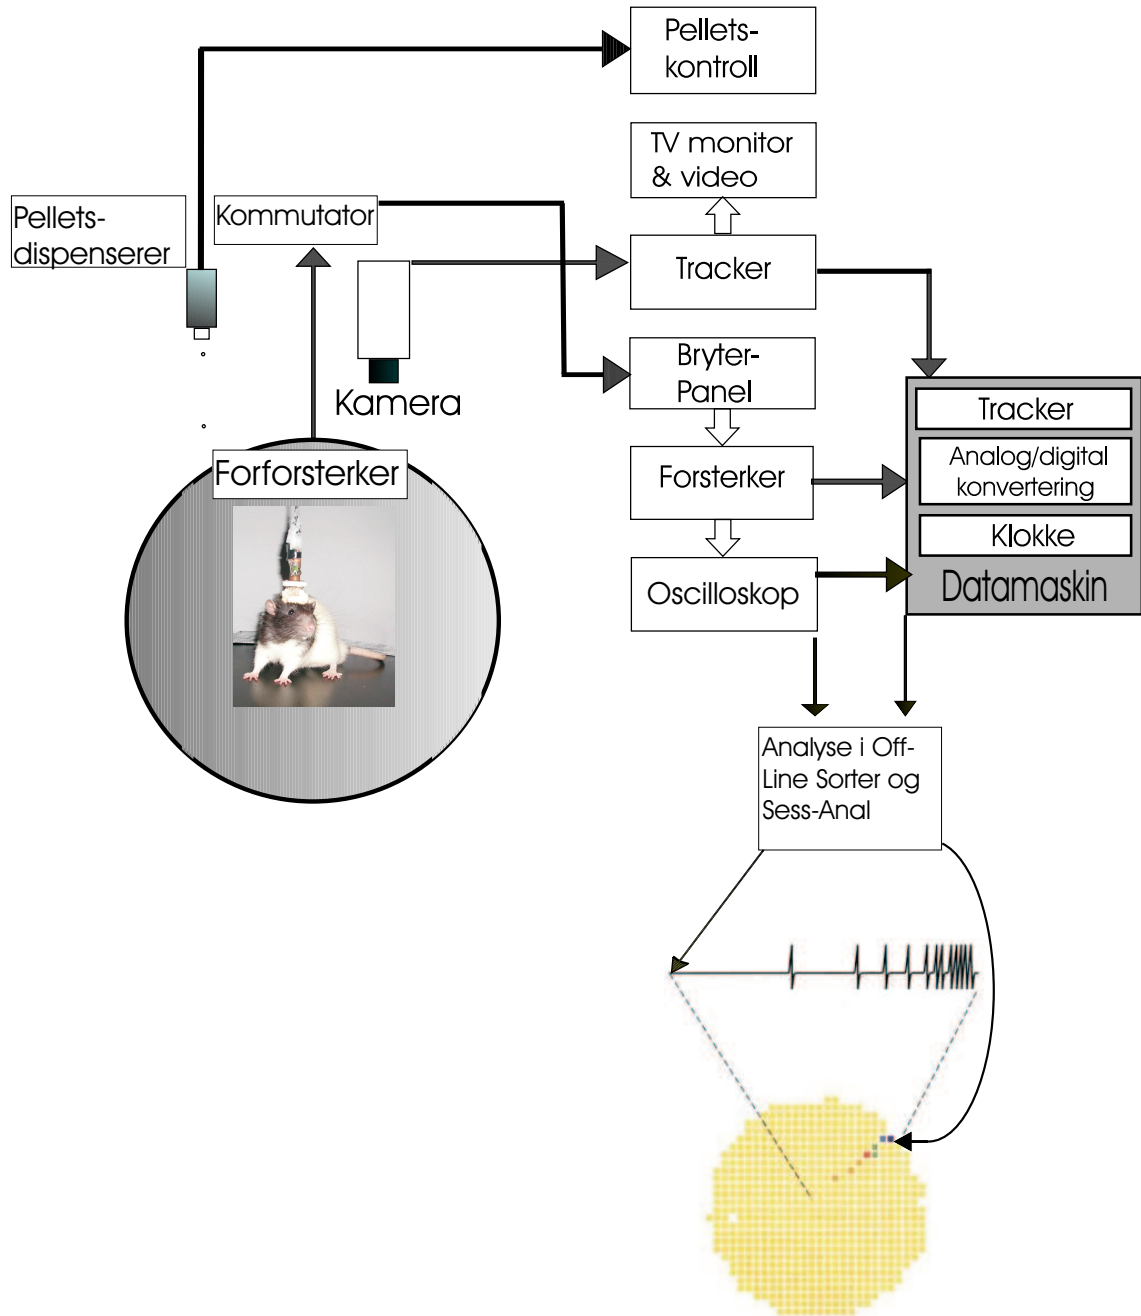 Pellets-
kontroll
TV monitor
& video
Pellets-
dispenserer
Kommutator
Tracker
Kamera
Bryter-
Panel
Tracker
Analog/digital
konvertering
Klokke
Datamaskin
Forforsterker
Forsterker
Oscilloskop
Analyse i Off-
Line Sorter og
Sess-Anal